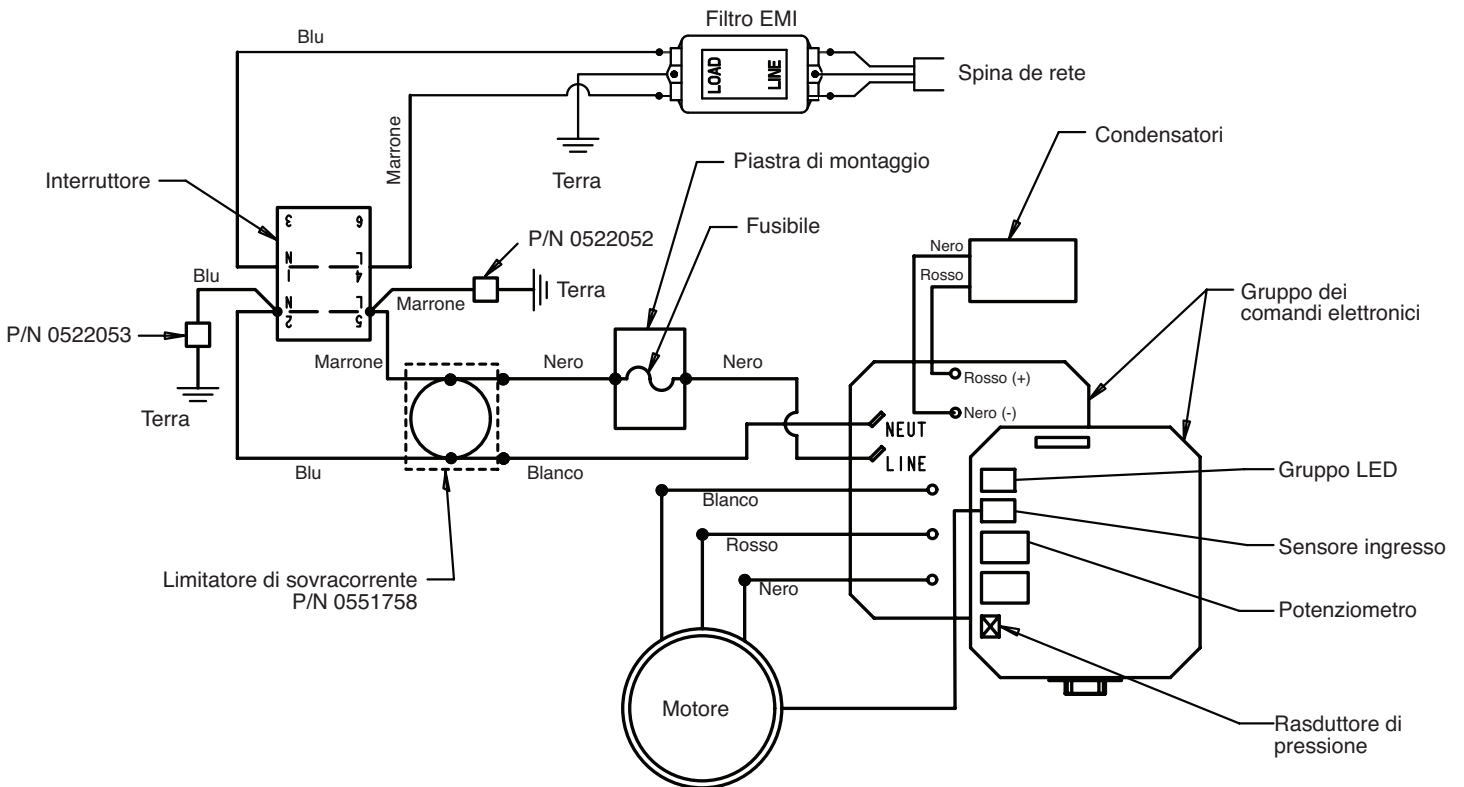 Filtro EMI
Blu
LOAD
LINE
Spina de rete
Marrone
Condensatori
Piastra di montaggio
Terra
Interruttore
3
6
Fusibile
P/N 0522052
Nero
N
L
1
4
Rosso
Blu
Marrone
Terra
Gruppo dei
comandi elettronici
N
L
2
5
P/N 0522053
Marrone
Nero
Nero
Rosso (+)
Terra
Nero (-)
NEUT
LINE
Blu
Blanco
Gruppo LED
Blanco
Rosso
Sensore ingresso
Limitatore di sovracorrente
P/N 0551758
Nero
Potenziometro
Motore
Rasduttore di
pressione